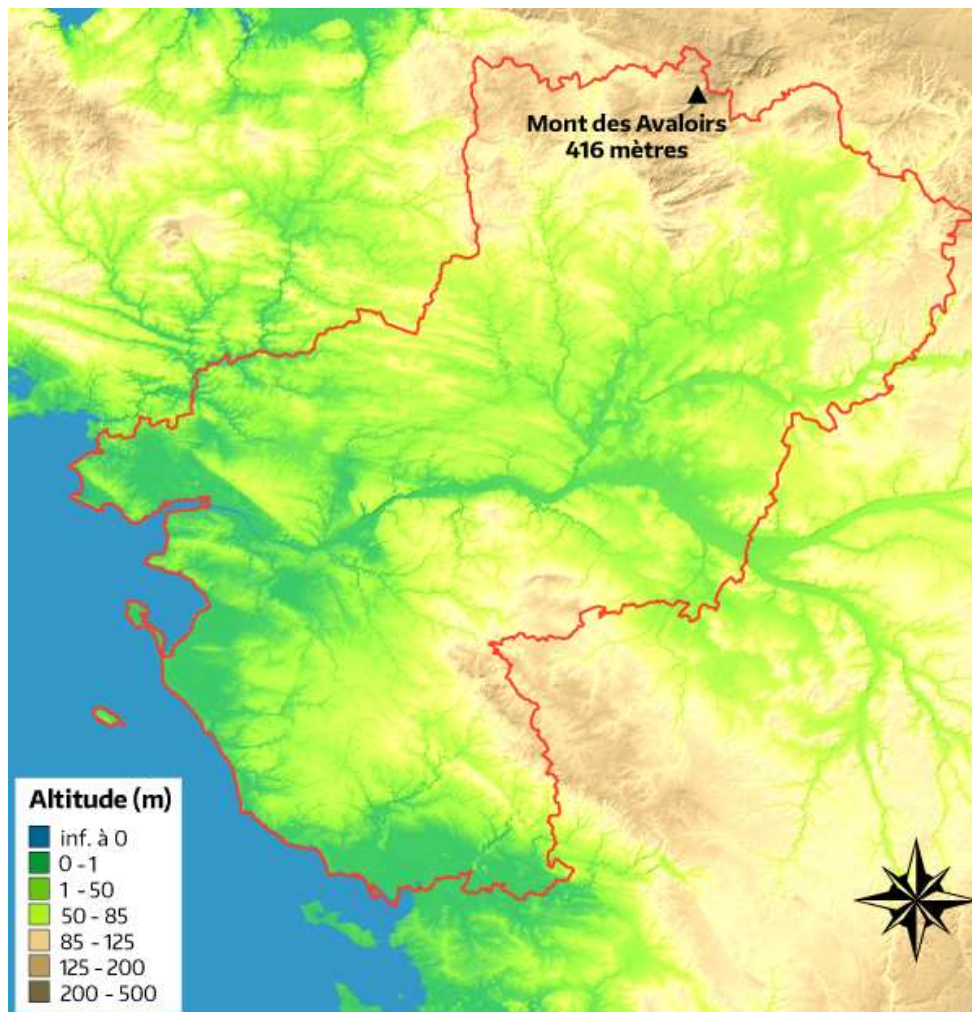 Mont des Avaloirs
416 mètres
Altitude (m)
inf. à 0
0 - 1
1 - 50
50 - 85
85 - 125
125 - 200
200 - 500